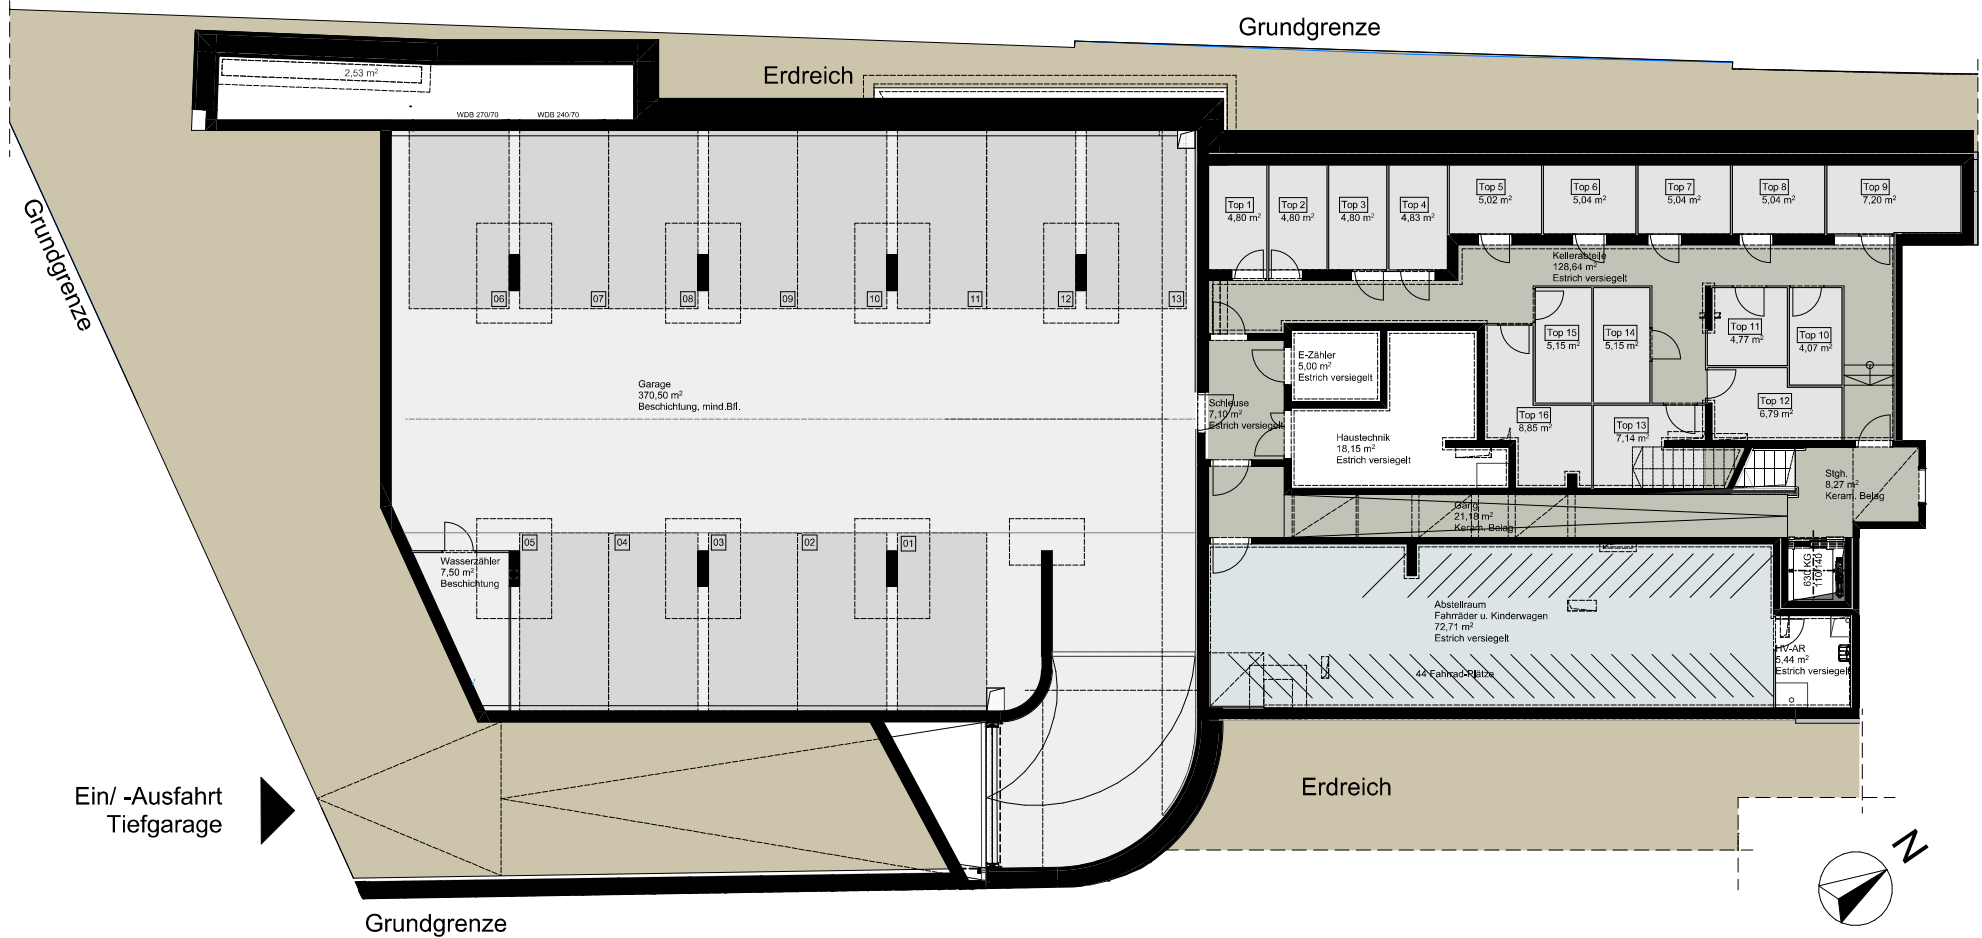 Grundgrenze
Erdreich
2,53 m²
WDB 270/70
WDB 240/70
Grundgrenze
Top 1
4,80 m²
Top 2
4,80 m²
Top 3
4,80 m²
Top 4
4,83 m²
Top 5
5,02 m²
Top 6
5,04 m²
Top 7
5,04 m²
Top 8
5,04 m²
Top 9
7,20 m²
Kellerabteile
128,64 m²
Estrich versiegelt
06
07
08
09
10
11
12
13
Top 15
5,15 m²
Top 14
5,15 m²
Top 11
4,77 m²
Top 10
4,07 m²
E-Zähler
5,00 m²
Estrich versiegelt
Garage
370,50 m²
Beschichtung, mind.Bfl.
Schleuse
7,10 m²
Estrich versiegelt
Top 16
8,85 m²
Top 13
7,14 m²
Top 12
6,79 m²
Haustechnik
18,15 m²
Estrich versiegelt
Stgh.
8,27 m²
Keram. Belag
Gang
21,18 m²
Keram. Belag
05
04
03
02
01
Wasserzähler
7,50 m²
Beschichtung
630 KG
110/140
Abstellraum
Fahrräder u. Kinderwagen
72,71 m²
Estrich versiegelt
44 Fahrrad-Plätze
HV-AR
5,44 m²
Estrich versiegelt
Ein/ -Ausfahrt
Tiefgarage
Erdreich
N
Grundgrenze